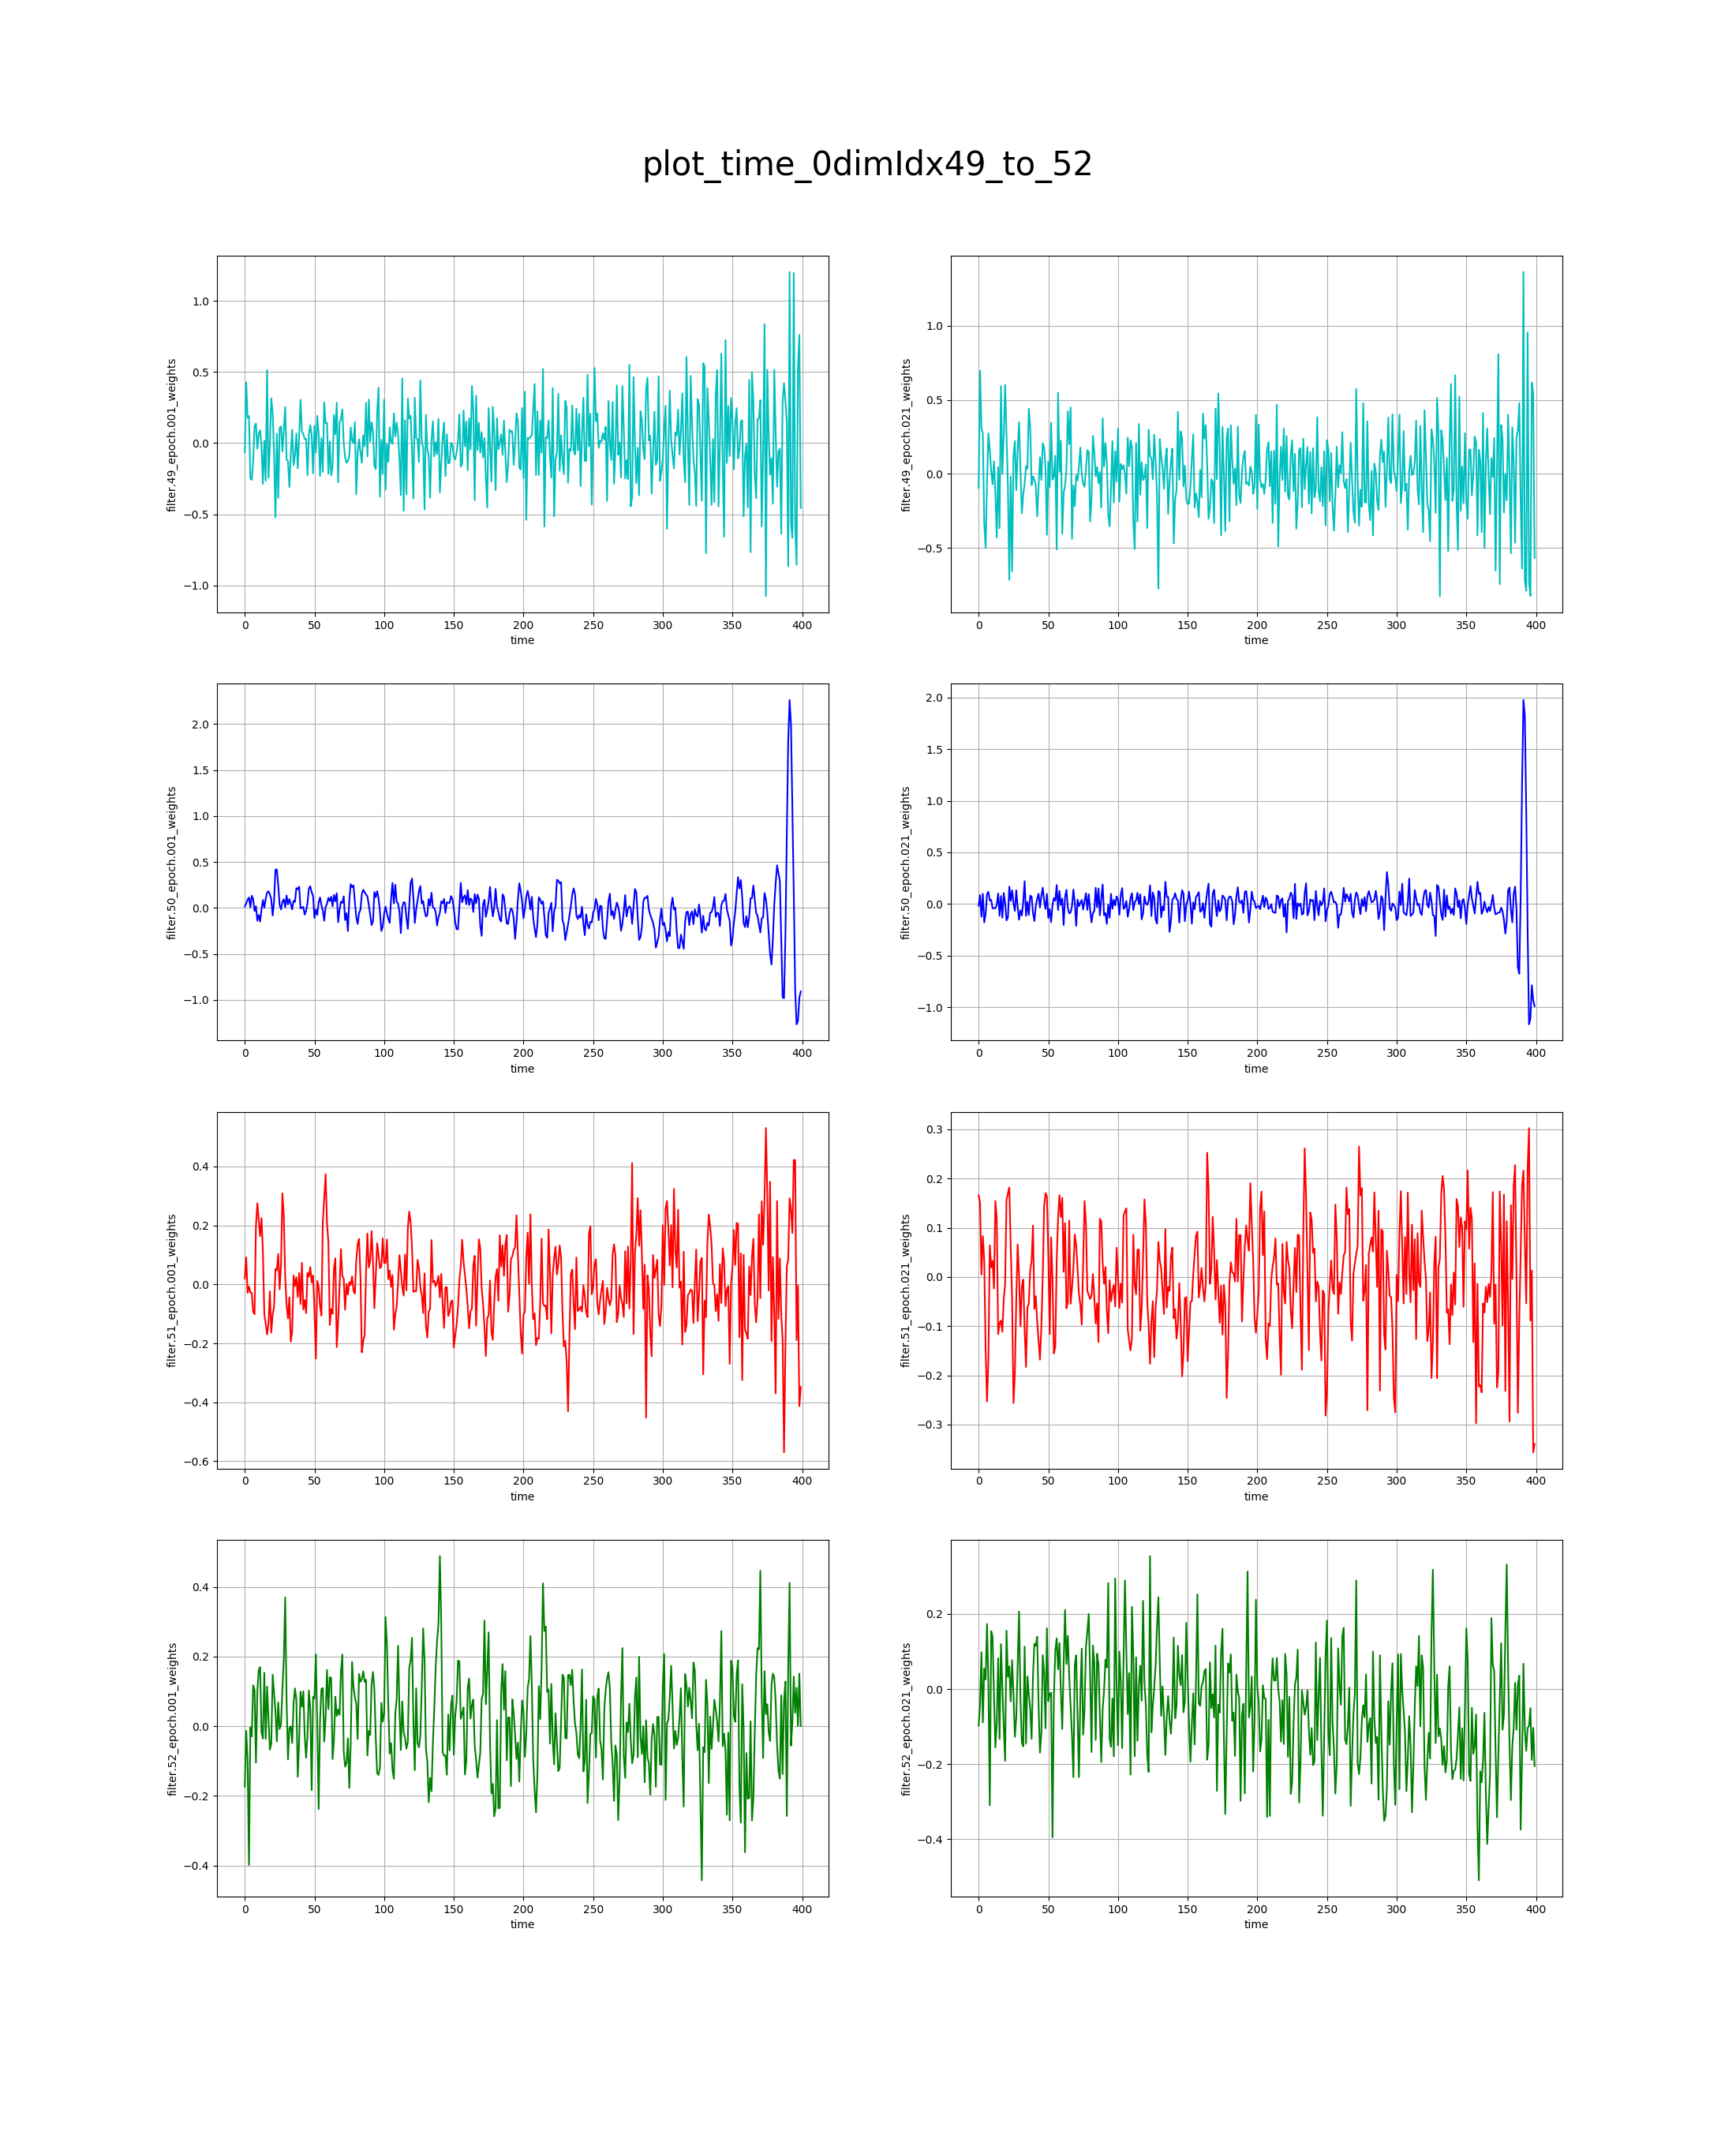 plot_time_0dimIdx49_to_52
filter.49_epoch.001_weights
1.0
0.5
0.0
−0.5
−1.0
0 50 100 150 200 250 300 350 400
time
filter.49_epoch.021_weights
1.0
0.5
0.0
−0.5
0 50 100 150 200 250 300 350 400
time
filter.50_epoch.001_weights
2.0
1.5
1.0
0.5
0.0
−0.5
−1.0
0 50 100 150 200 250 300 350 400
time
filter.50_epoch.021_weights
2.0
1.5
1.0
0.5
0.0
−0.5
−1.0
0 50 100 150 200 250 300 350 400
time
filter.51_epoch.001_weights
0.4
0.2
0.0
−0.2
−0.4
−0.6
0 50 100 150 200 250 300 350 400
time
filter.51_epoch.021_weights
0.3
0.2
0.1
0.0
−0.1
−0.2
−0.3
0 50 100 150 200 250 300 350 400
time
filter.52_epoch.001_weights
0.4
0.2
0.0
−0.2
−0.4
0 50 100 150 200 250 300 350 400
time
filter.52_epoch.021_weights
0.2
0.0
−0.2
−0.4
0 50 100 150 200 250 300 350 400
time